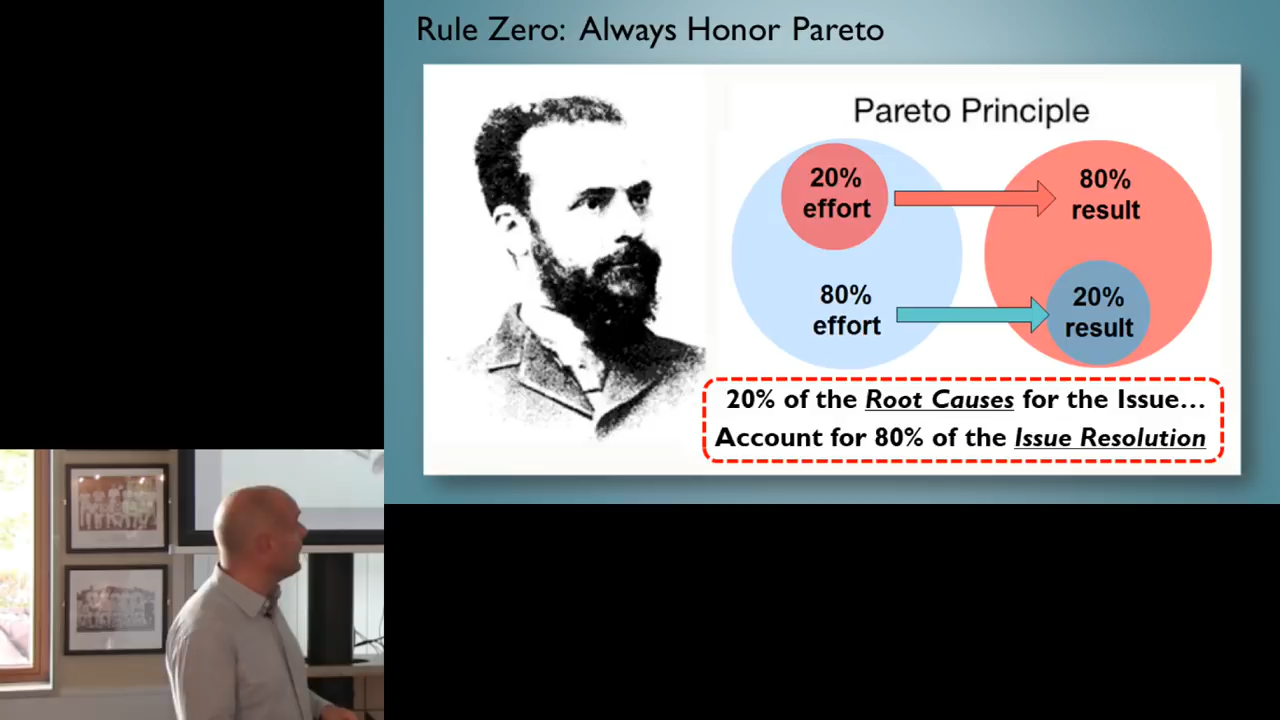 Rule Zero: Always Honor Pareto
Pareto Principle
20%
effort
80%
result
80%
effort
20%
result
20% of the Root Causes for the Issue…
Account for 80% of the Issue Resolution